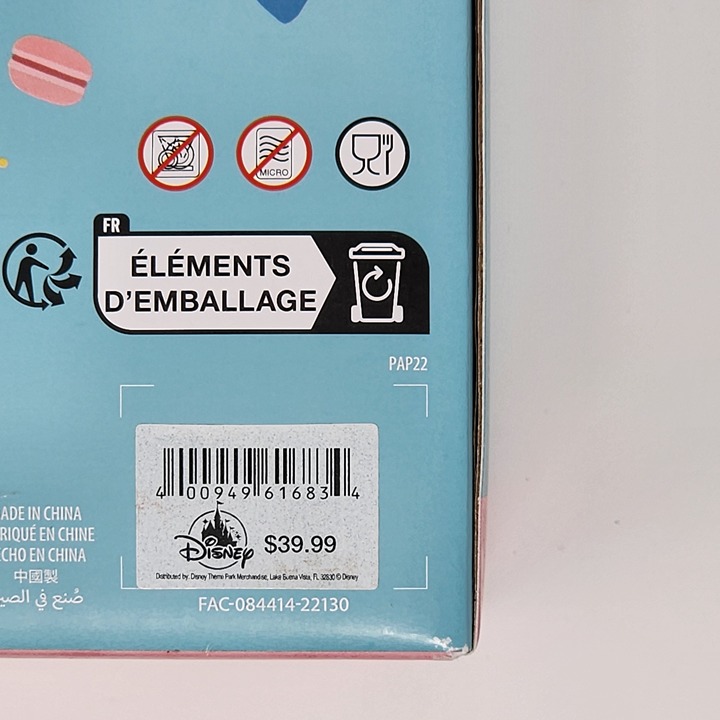 MICRO
FR
ÉLÉMENTS
D'EMBALLAGE
PAP22
4 00949 61683 4
Disney $39.99
Distributed by. Disney Theme Park Merchandise, Lake Buena Vista, FL 32830 © Disney
ADE IN CHINA
RIQUÉ EN CHINE
ECHO EN CHINA
中國製
صُنع في الصي
FAC-084414-22130